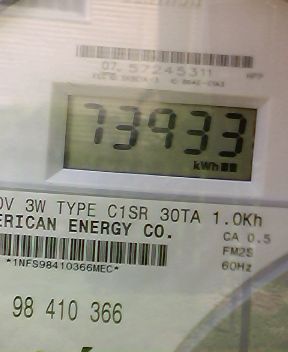 07. 57245311
73933
kWh
0V 3W TYPE C1SR 30TA 1.0Kh
ERICAN ENERGY CO.
CA 0.5
FM2S
*1NFS98410366MEC*
60Hz
98 410 366